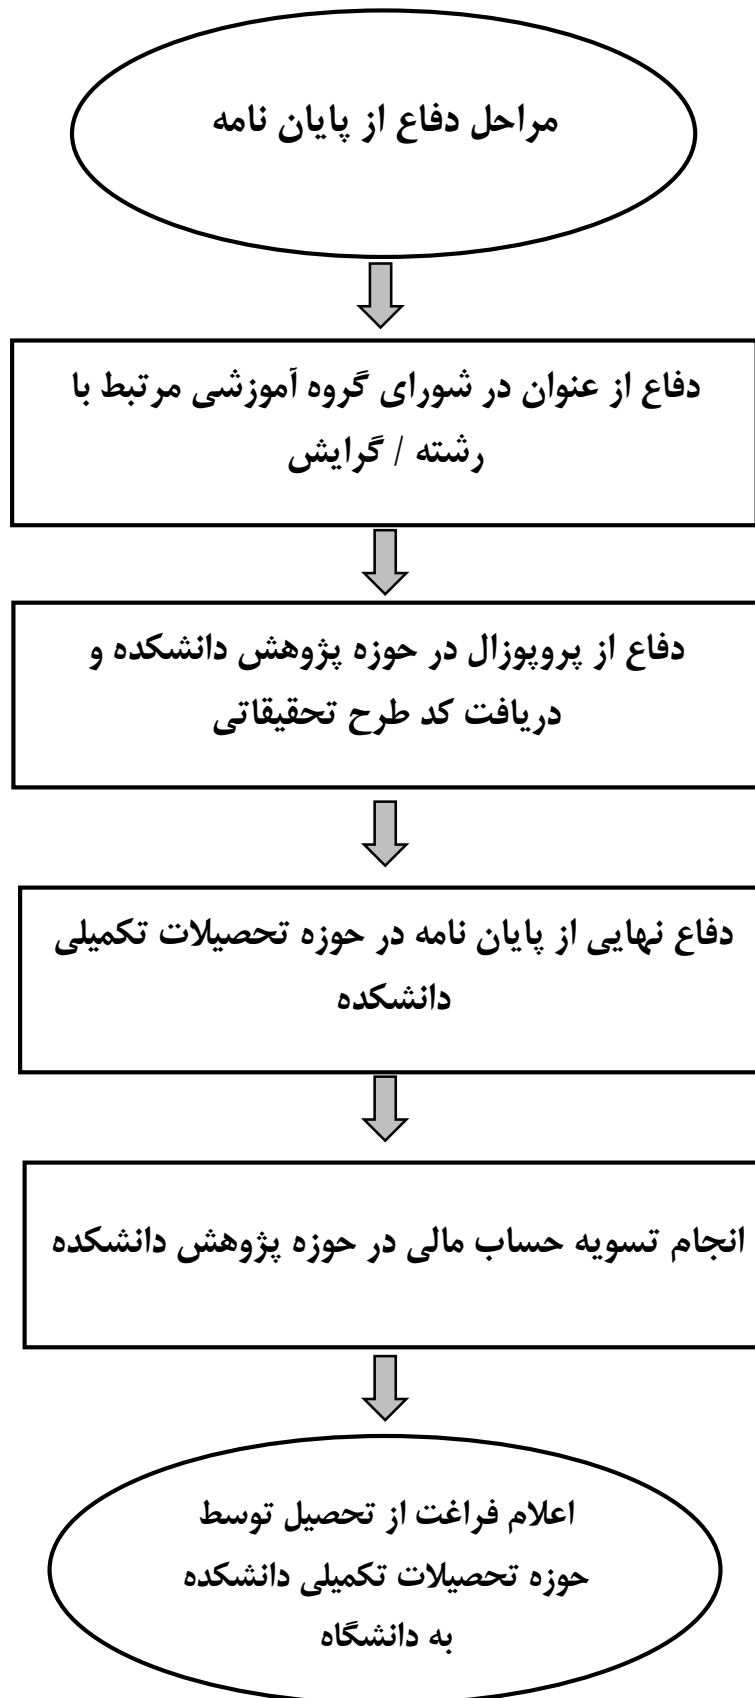 مراحل دفاع از پایان نامه
دفاع از عنوان در شورای گروه آموزشی مرتبط با
رشته / گرایش
دفاع از پروپوزال در حوزه پژوهش دانشکده و
دریافت کد طرح تحقیقاتی
دفاع نهایی از پایان نامه در حوزه تحصیلات تکمیلی
دانشکده
انجام تسویه حساب مالی در حوزه پژوهش دانشکده
اعلام فراغت از تحصیل توسط
حوزه تحصیلات تکمیلی دانشکده
به دانشگاه